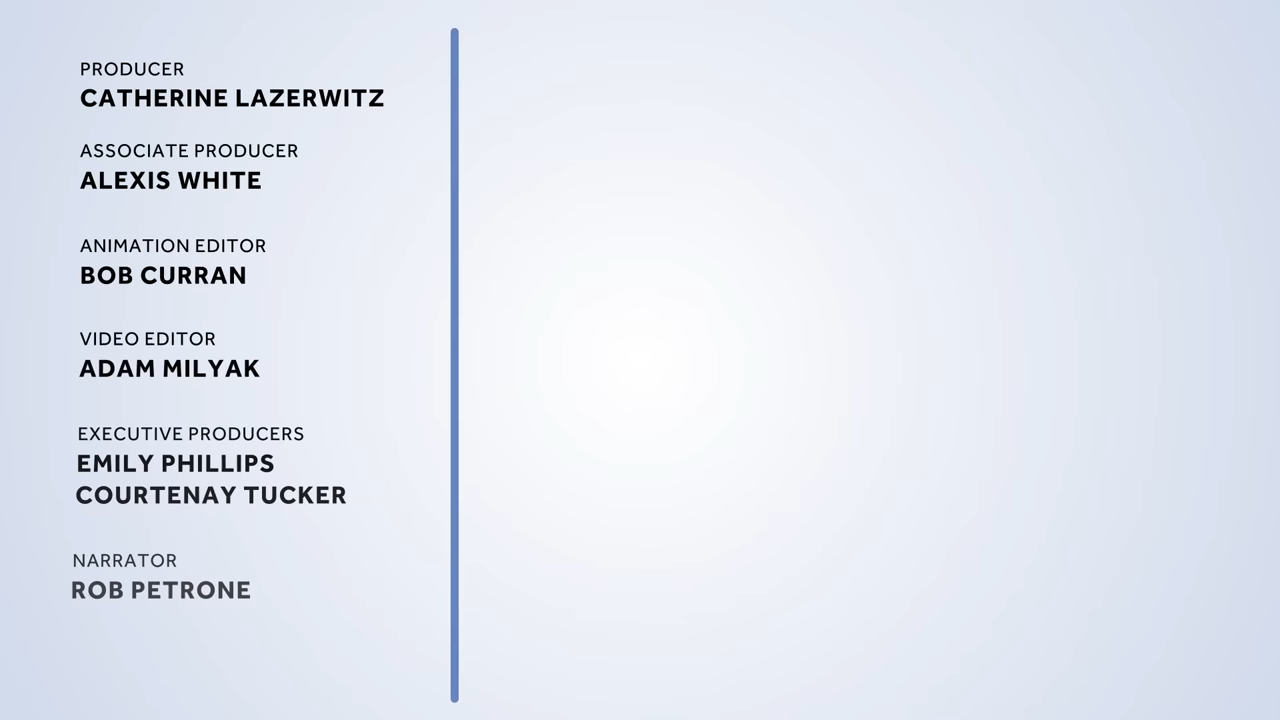 PRODUCER
CATHERINE LAZERWITZ
ASSOCIATE PRODUCER
ALEXIS WHITE
ANIMATION EDITOR
BOB CURRAN
VIDEO EDITOR
ADAM MILYAK
EXECUTIVE PRODUCERS
EMILY PHILLIPS
COURTENAY TUCKER
NARRATOR
ROB PETRONE